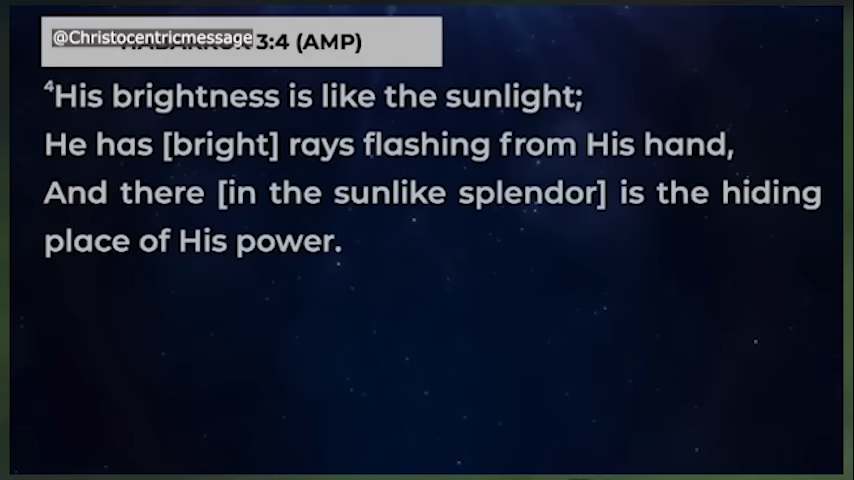 @Christocentricmessage
HABAKKUK 3:4 (AMP)
⁴His brightness is like the sunlight;
He has [bright] rays flashing from His hand,
And there [in the sunlike splendor] is the hiding
place of His power.